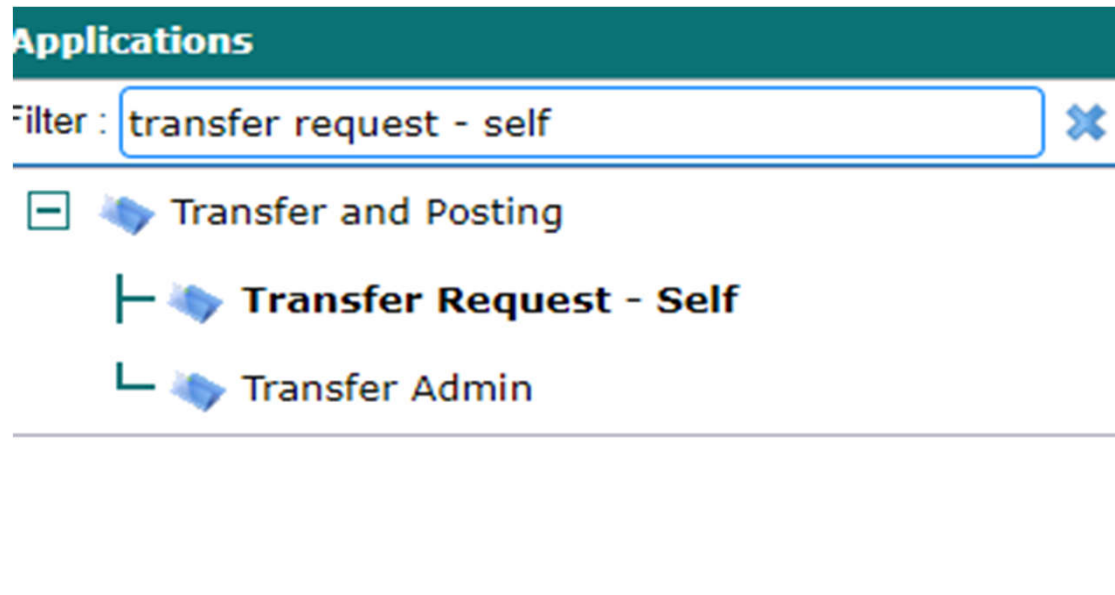 Applications
Filter : transfer request - self
Transfer and Posting
Transfer Request - Self
Transfer Admin